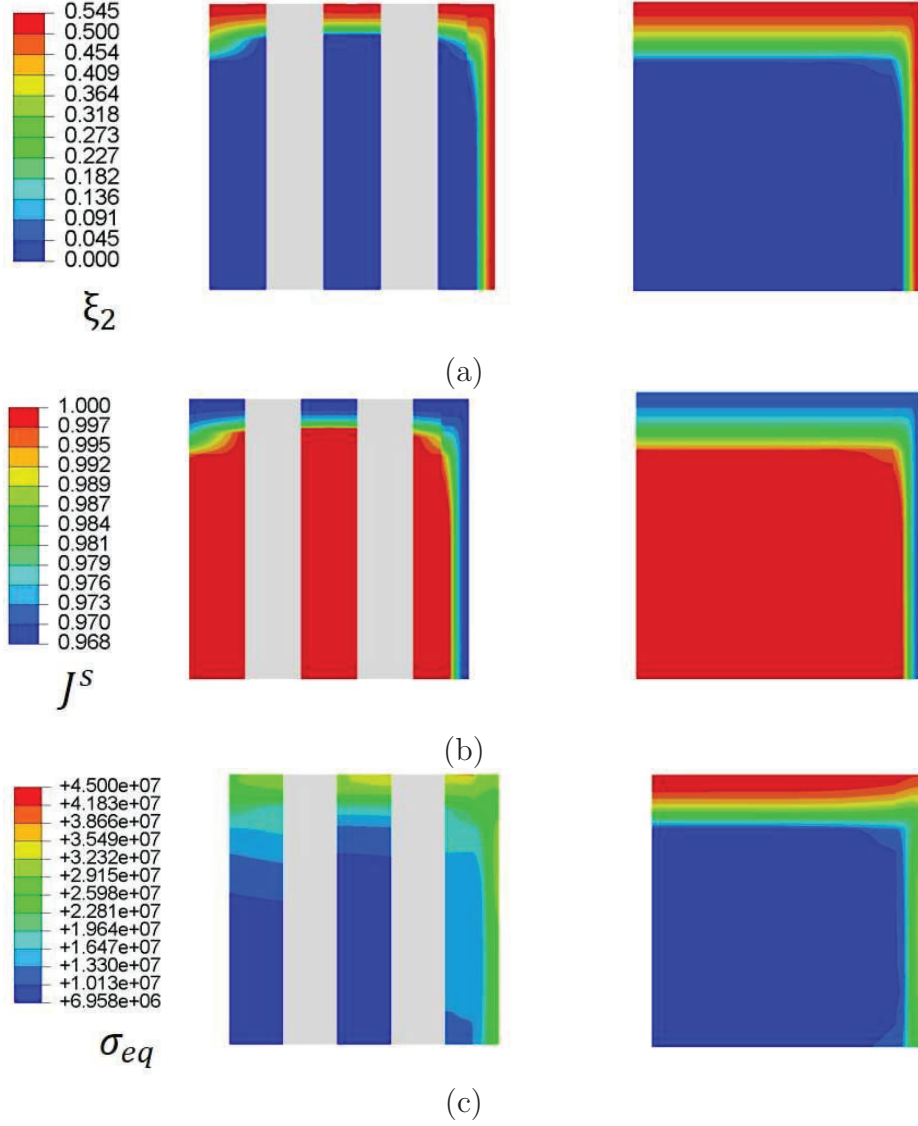 0.545
0.500
0.454
0.409
0.364
0.318
0.273
0.227
0.182
0.136
0.091
0.045
0.000
ξ2
(a)
1.000
0.997
0.995
0.992
0.989
0.987
0.984
0.981
0.979
0.976
0.973
0.970
0.968
J^s
(b)
+4.500e+07
+4.183e+07
+3.866e+07
+3.549e+07
+3.232e+07
+2.915e+07
+2.598e+07
+2.281e+07
+1.964e+07
+1.647e+07
+1.330e+07
+1.013e+07
+6.958e+06
σeq
(c)